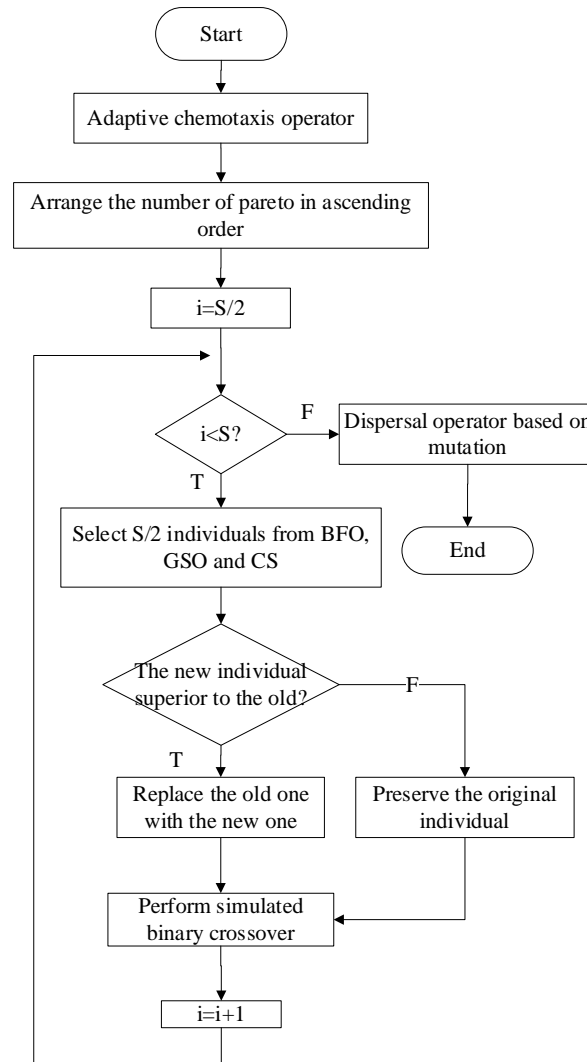 Start
Adaptive chemotaxis operator
Arrange the number of pareto in ascending
order
i=S/2
i<S?
F
Dispersal operator based on
mutation
T
End
Select S/2 individuals from BFO,
GSO and CS
The new individual
superior to the old?
F
T
Replace the old one
with the new one
Preserve the original
individual
Perform simulated
binary crossover
i=i+1